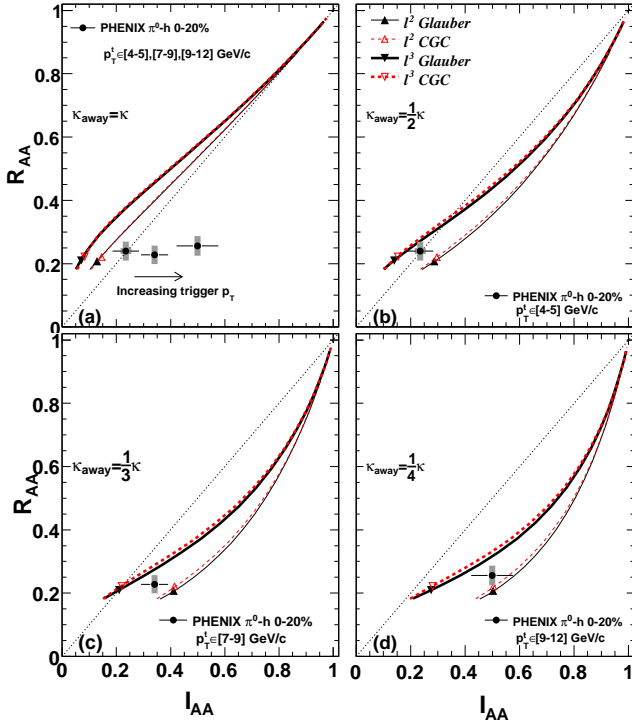 PHENIX π⁰-h 0-20%
p_T^t∈[4-5],[7-9],[9-12] GeV/c
κ_away=κ
Increasing trigger p_T
(a)
R_AA
0
0.2
0.4
0.6
0.8
1
l² Glauber
l² CGC
l³ Glauber
l³ CGC
κ_away=1/2κ
PHENIX π⁰-h 0-20%
p_T^t∈[4-5] GeV/c
(b)
κ_away=1/3κ
PHENIX π⁰-h 0-20%
p_T^t∈[7-9] GeV/c
(c)
R_AA
0
0.2
0.4
0.6
0.8
1
0 0.2 0.4 0.6 0.8 1
I_AA
κ_away=1/4κ
PHENIX π⁰-h 0-20%
p_T^t∈[9-12] GeV/c
(d)
0.2 0.4 0.6 0.8 1
I_AA